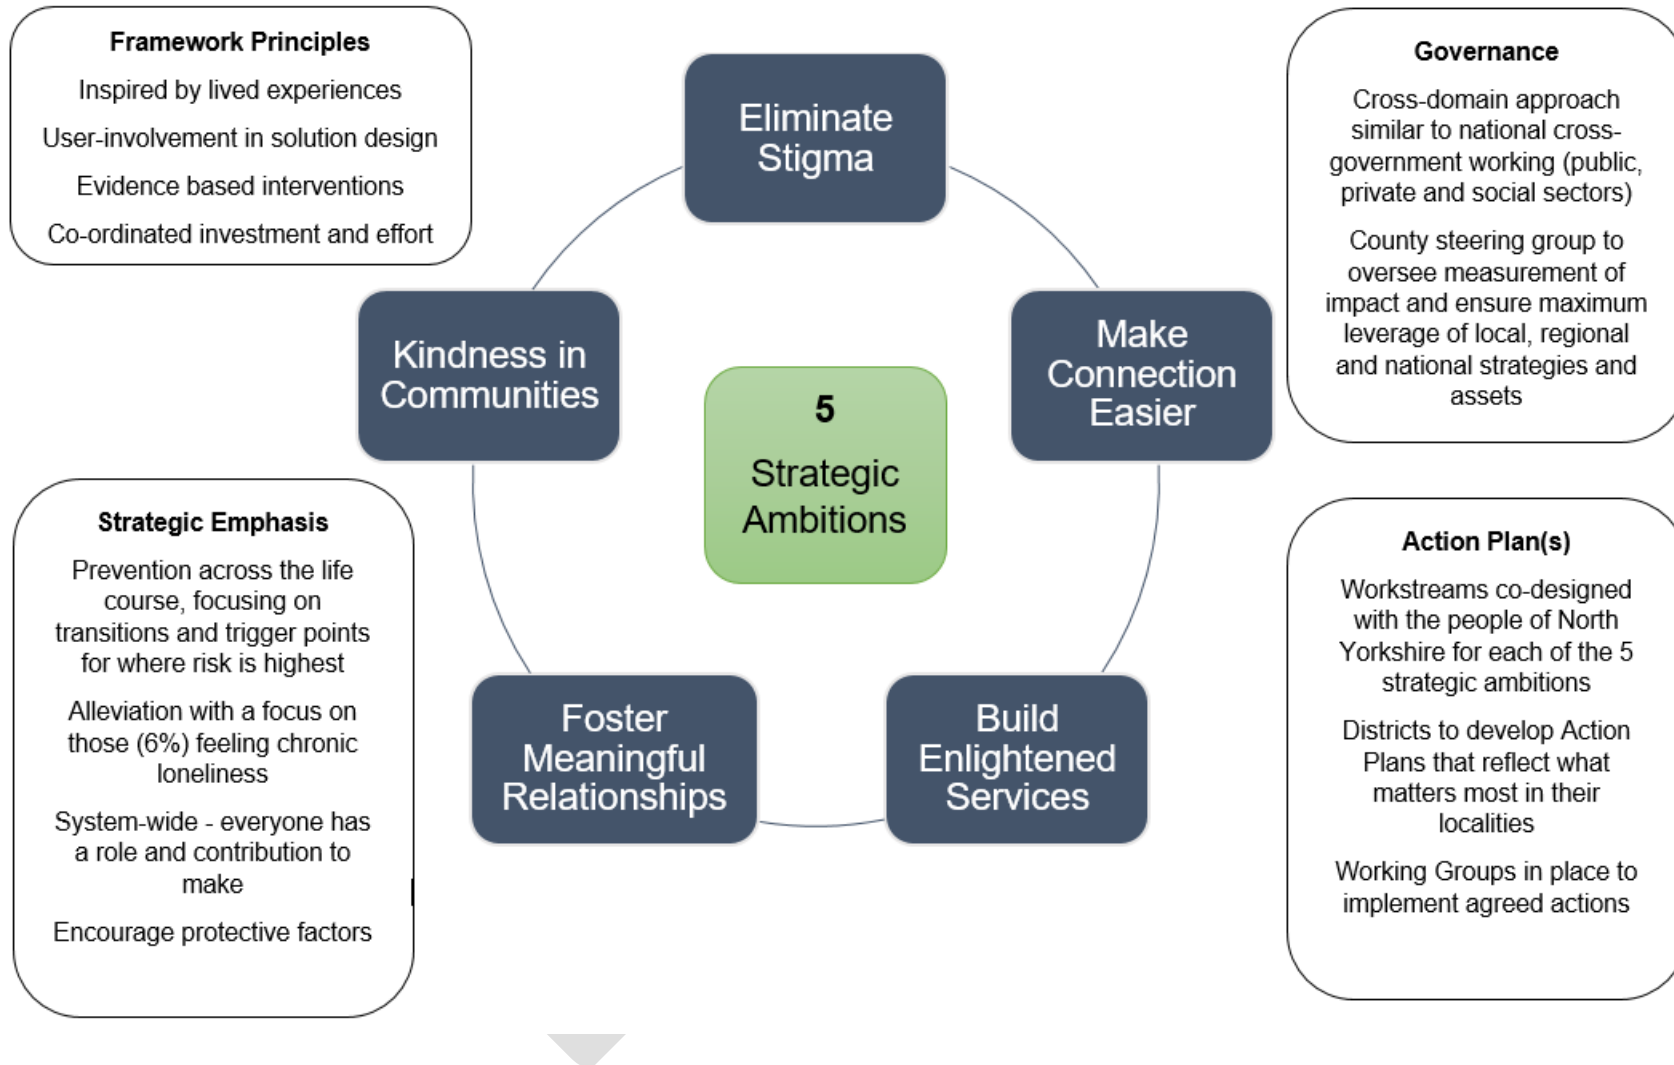 Framework Principles
Inspired by lived experiences
User-involvement in solution design
Evidence based interventions
Co-ordinated investment and effort
Eliminate
Stigma
Governance
Cross-domain approach
similar to national cross-
government working (public,
private and social sectors)
County steering group to
oversee measurement of
impact and ensure maximum
leverage of local, regional
and national strategies and
assets
Kindness in
Communities
Make
Connection
Easier
5
Strategic
Ambitions
Strategic Emphasis
Prevention across the life
course, focusing on
transitions and trigger points
for where risk is highest
Alleviation with a focus on
those (6%) feeling chronic
loneliness
System-wide - everyone has
a role and contribution to
make
Encourage protective factors
Foster
Meaningful
Relationships
Build
Enlightened
Services
Action Plan(s)
Workstreams co-designed
with the people of North
Yorkshire for each of the 5
strategic ambitions
Districts to develop Action
Plans that reflect what
matters most in their
localities
Working Groups in place to
implement agreed actions